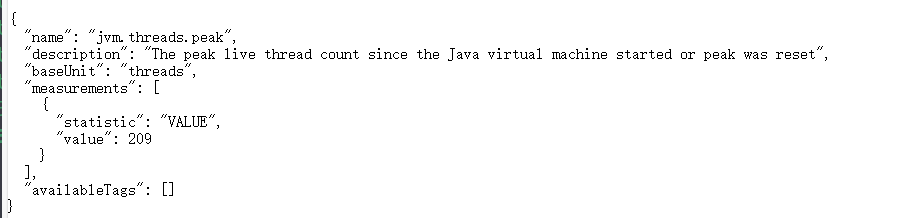 {
"name": "jvm.threads.peak",
"description": "The peak live thread count since the Java virtual machine started or peak was reset",
"baseUnit": "threads",
"measurements": [
{
"statistic": "VALUE",
"value": 209
}
],
"availableTags": []
}